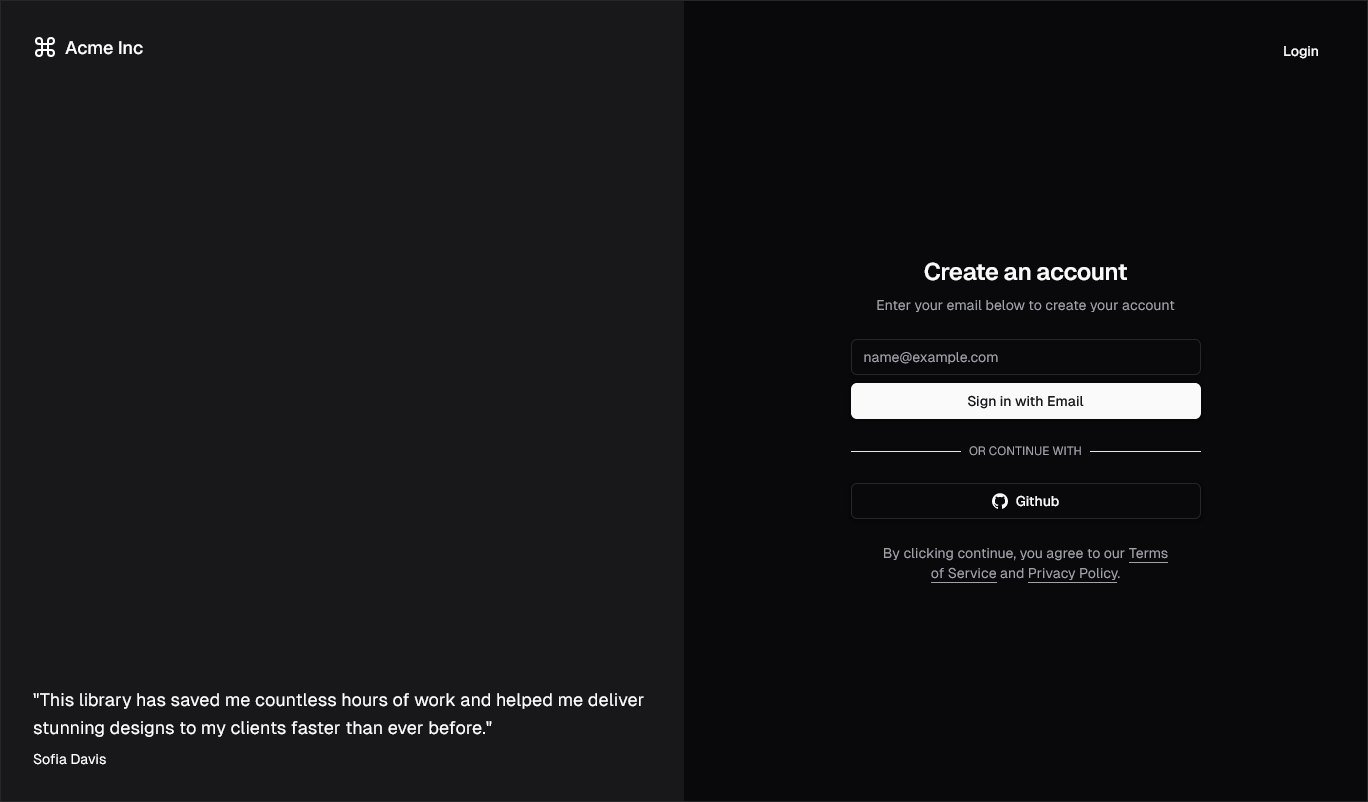 Acme Inc
Login
Create an account
Enter your email below to create your account
name@example.com
Sign in with Email
OR CONTINUE WITH
Github
By clicking continue, you agree to our Terms
of Service and Privacy Policy.
"This library has saved me countless hours of work and helped me deliver
stunning designs to my clients faster than ever before."
Sofia Davis